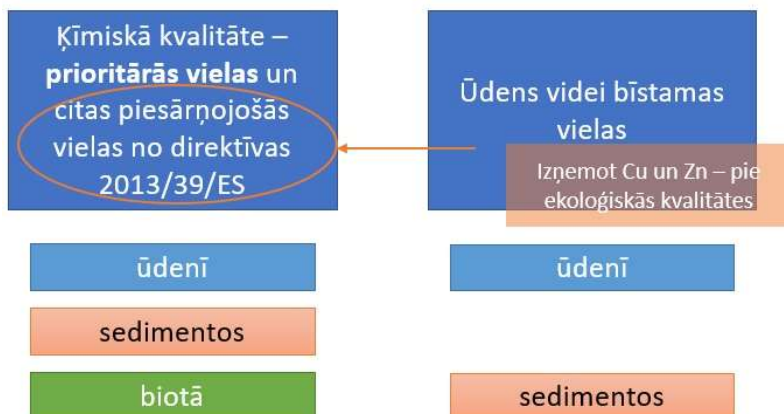 Ķīmiskā kvalitāte –
prioritārās vielas un
citas piesārņojošās
vielas no direktīvas
2013/39/ES
Ūdens videi bīstamas
vielas
Izņemot Cu un Zn – pie
ekoloģiskās kvalitātes
ūdenī
ūdenī
sedimentos
biotā
sedimentos